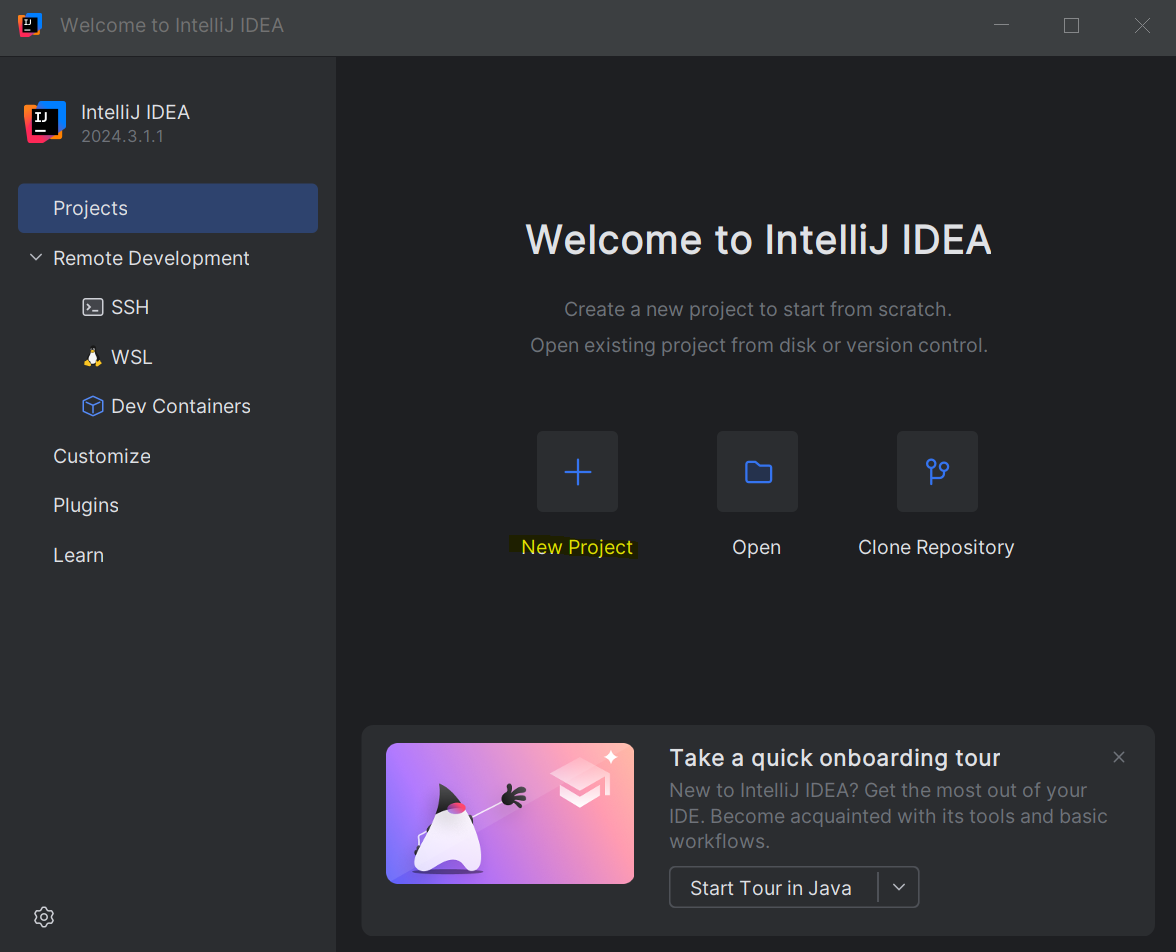 Welcome to IntelliJ IDEA
IJ
IntelliJ IDEA
2024.3.1.1
Projects
Remote Development
SSH
WSL
Dev Containers
Customize
Plugins
Learn
Welcome to IntelliJ IDEA
Create a new project to start from scratch.
Open existing project from disk or version control.
New Project
Open
Clone Repository
Take a quick onboarding tour
New to IntelliJ IDEA? Get the most out of your
IDE. Become acquainted with its tools and basic
workflows.
Start Tour in Java